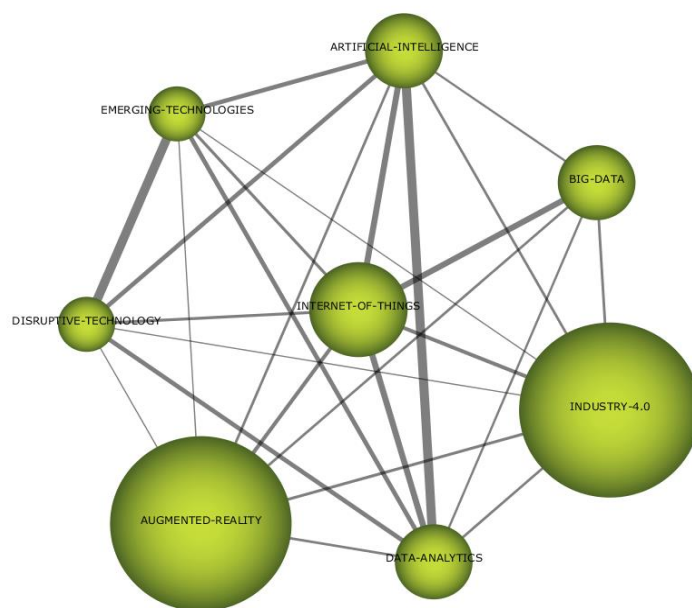 ARTIFICIAL-INTELLIGENCE
EMERGING-TECHNOLOGIES
BIG-DATA
INTERNET-OF-THINGS
DISRUPTIVE-TECHNOLOGY
INDUSTRY-4.0
AUGMENTED-REALITY
DATA-ANALYTICS